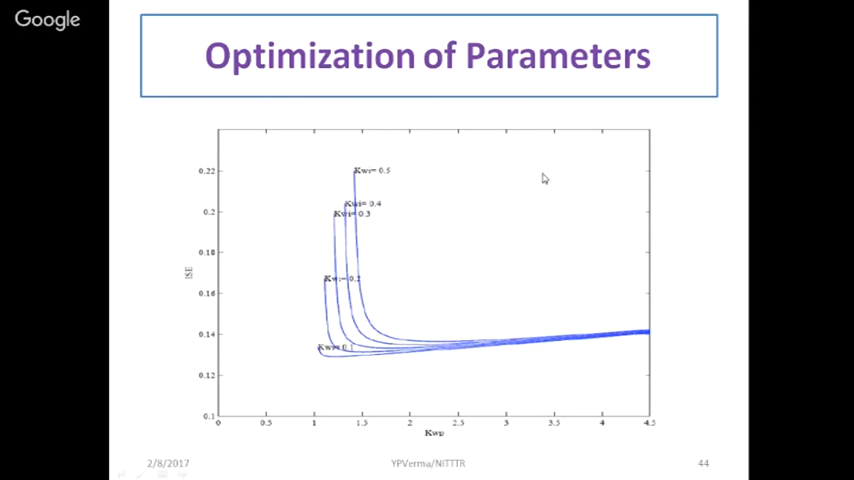 Google
Optimization of Parameters
Kwi= 0.5
0.22
Kwi= 0.4
0.2
Kwi= 0.3
0.18
ISE
Kwi= 0.2
0.16
0.14
Kwi= 0.1
0.12
0.1
0 0.5 1 1.5 2 2.5 3 3.5 4 4.5
Kwp
2/8/2017 YPVerma/NITTTR 44